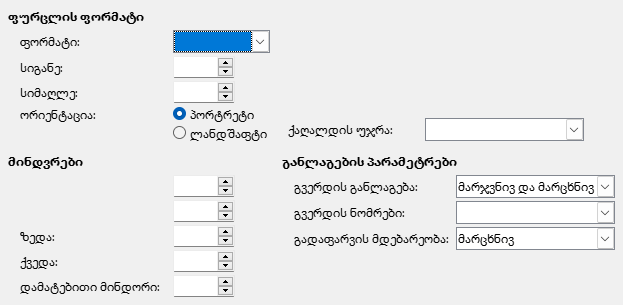 ფურცლის ფორმატი
ფორმატი:
სიგანე:
სიმაღლე:
ორიენტაცია:
პორტრეტი
ლანდშაფტი
ქაღალდის უჯრა:
მინდვრები
ზედა:
ქვედა:
დამატებითი მინდორი:
განლაგების პარამეტრები
გვერდის განლაგება:
მარჯვნივ და მარცხნივ
გვერდის ნომრები:
გადაფარვის მდებარეობა:
მარცხნივ